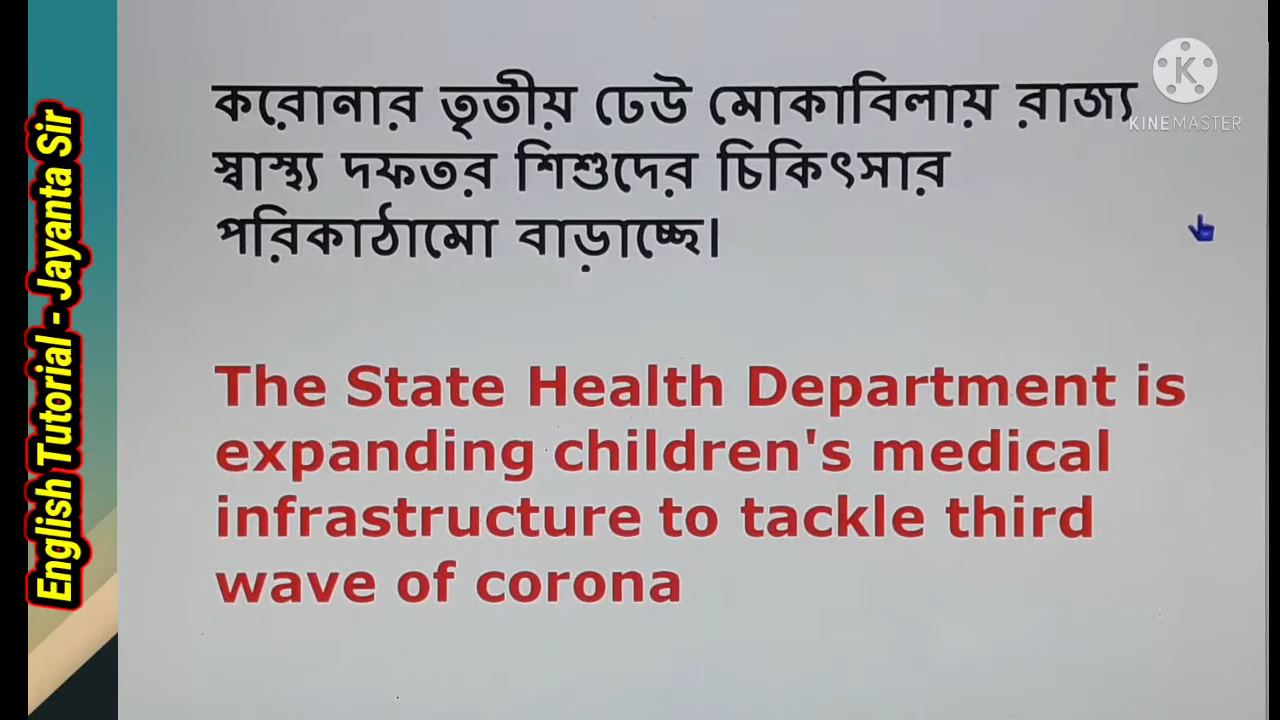 করোনার তৃতীয় ঢেউ মোকাবিলায় রাজ্য
স্বাস্থ্য দফতর শিশুদের চিকিৎসার
পরিকাঠামো বাড়াচ্ছে।
The State Health Department is
expanding children's medical
infrastructure to tackle third
wave of corona
English Tutorial - Jayanta Sir
K
KINEMASTER